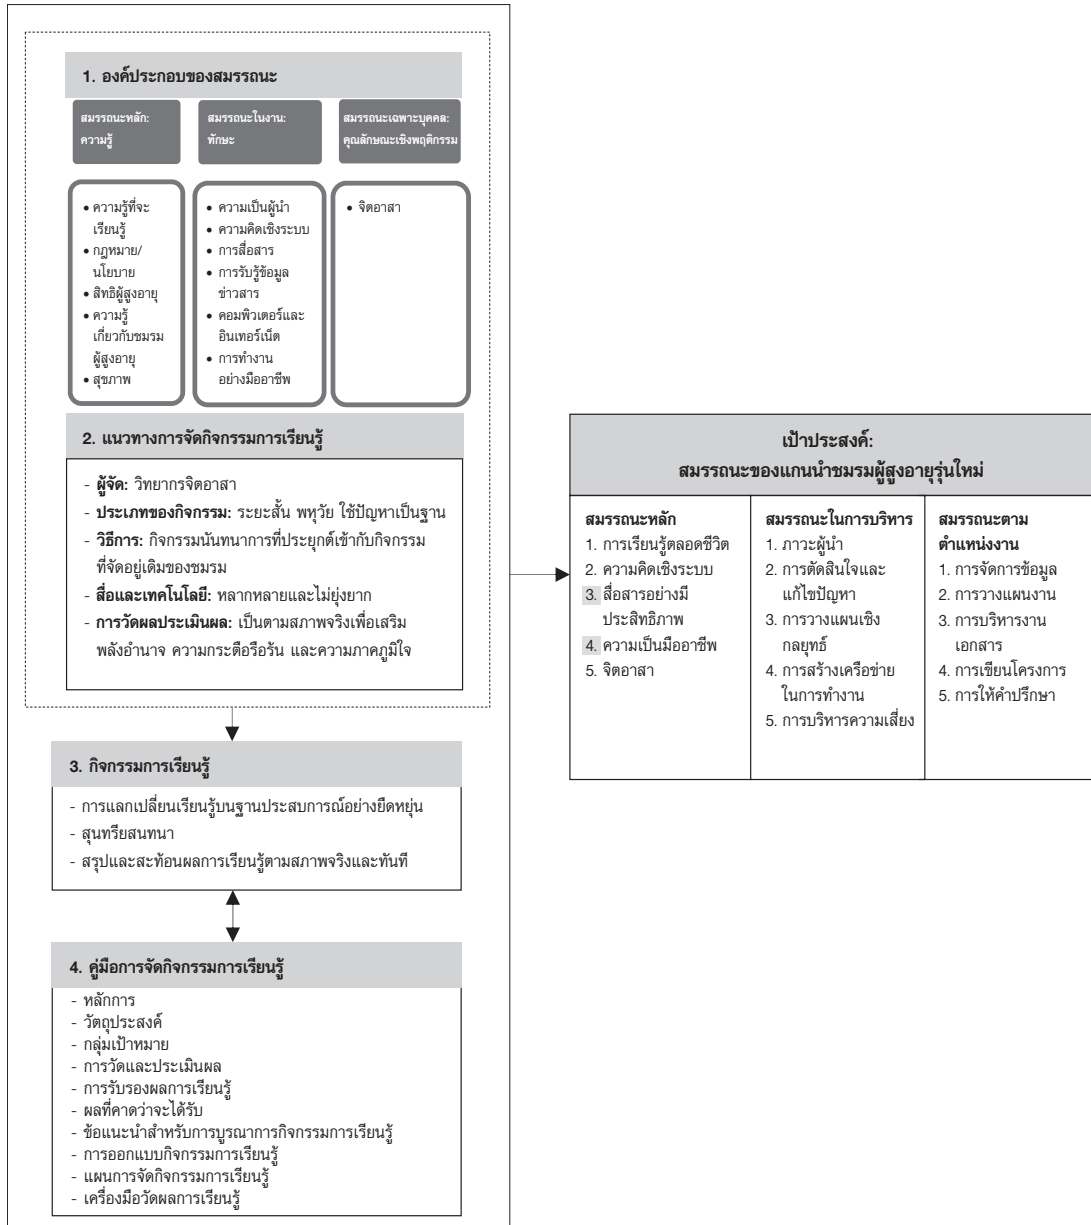 1. องค์ประกอบของสมรรถนะ
สมรรถนะหลัก:
ความรู้
สมรรถนะในงาน:
ทักษะ
สมรรถนะเฉพาะบุคคล:
คุณลักษณะเชิงพฤติกรรม
• ความรู้ที่จะ
เรียนรู้
• กฎหมาย/
นโยบาย
• สิทธิผู้สูงอายุ
• ความรู้
เกี่ยวกับชมรม
ผู้สูงอายุ
• สุขภาพ
• ความเป็นผู้นำ
• ความคิดเชิงระบบ
• การสื่อสาร
• การรับรู้ข้อมูล
ข่าวสาร
• คอมพิวเตอร์และ
อินเทอร์เน็ต
• การทำงาน
อย่างมืออาชีพ
• จิตอาสา
2. แนวทางการจัดกิจกรรมการเรียนรู้
- ผู้จัด: วิทยากรจิตอาสา
- ประเภทของกิจกรรม: ระยะสั้น พหุวัย ใช้ปัญหาเป็นฐาน
- วิธีการ: กิจกรรมนันทนาการที่ประยุกต์เข้ากับกิจกรรม
ที่จัดอยู่เดิมของชมรม
- สื่อและเทคโนโลยี: หลากหลายและไม่ยุ่งยาก
- การวัดผลประเมินผล: เป็นตามสภาพจริงเพื่อเสริม
พลังอำนาจ ความกระตือรือร้น และความภาคภูมิใจ
3. กิจกรรมการเรียนรู้
- การแลกเปลี่ยนเรียนรู้บนฐานประสบการณ์อย่างยืดหยุ่น
- สุนทรียสนทนา
- สรุปและสะท้อนผลการเรียนรู้ตามสภาพจริงและทันที
4. คู่มือการจัดกิจกรรมการเรียนรู้
- หลักการ
- วัตถุประสงค์
- กลุ่มเป้าหมาย
- การวัดและประเมินผล
- การรับรองผลการเรียนรู้
- ผลที่คาดว่าจะได้รับ
- ข้อแนะนำสำหรับการบูรณาการกิจกรรมการเรียนรู้
- การออกแบบกิจกรรมการเรียนรู้
- แผนการจัดกิจกรรมการเรียนรู้
- เครื่องมือวัดผลการเรียนรู้
เป้าประสงค์:
สมรรถนะของแกนนำชมรมผู้สูงอายุรุ่นใหม่
สมรรถนะหลัก
1. การเรียนรู้ตลอดชีวิต
2. ความคิดเชิงระบบ
3. สื่อสารอย่างมี
ประสิทธิภาพ
4. ความเป็นมืออาชีพ
5. จิตอาสา
สมรรถนะในการบริหาร
1. ภาวะผู้นำ
2. การตัดสินใจและ
แก้ไขปัญหา
3. การวางแผนเชิง
กลยุทธ์
4. การสร้างเครือข่าย
ในการทำงาน
5. การบริหารความเสี่ยง
สมรรถนะตาม
ตำแหน่งงาน
1. การจัดการข้อมูล
2. การวางแผนงาน
3. การบริหารงาน
เอกสาร
4. การเขียนโครงการ
5. การให้คำปรึกษา